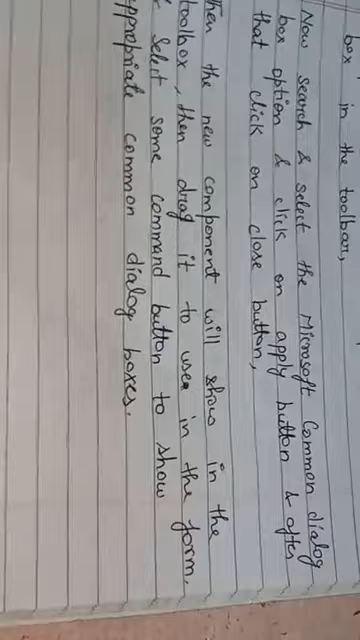 box in the toolbar,
Now search & select the Microsoft Common dialog
box option & click on apply button & after
that click on close button,
then the new component will show in the
toolbox, then drag it to use in the form.
& select some command button to show
appropriate common dialog boxes.